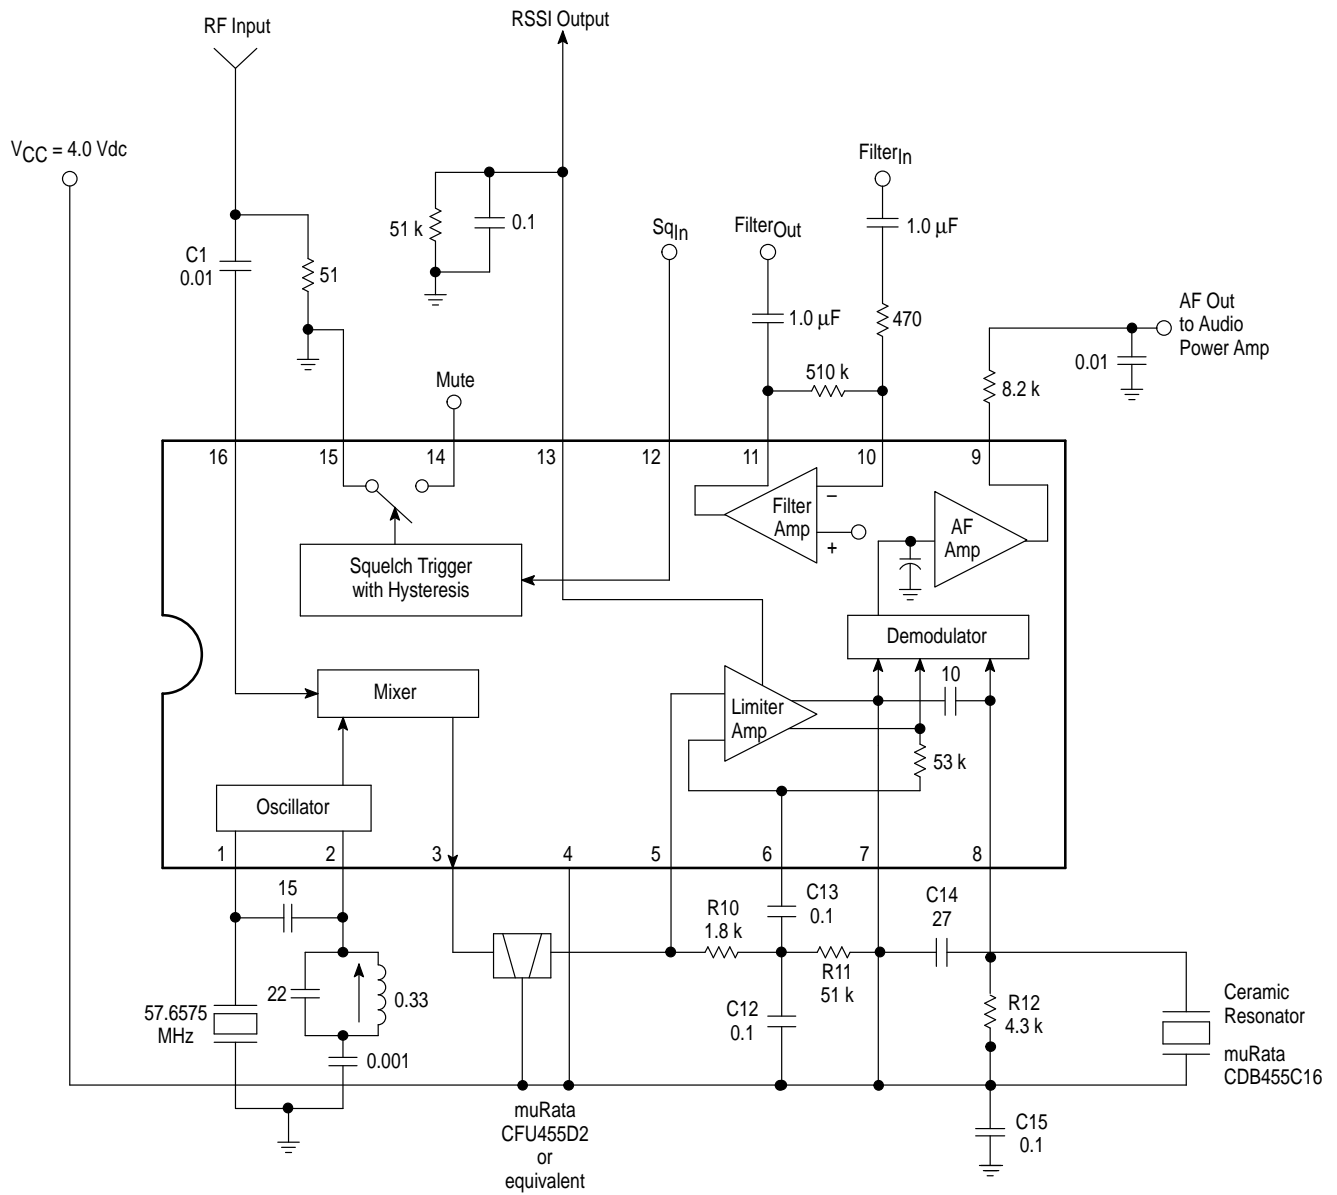 RF Input
RSSI Output
VCC = 4.0 Vdc
FilterIn
C1
0.01
51
51 k
0.1
SqIn
FilterOut
1.0 µF
1.0 µF
470
AF Out
to Audio
Power Amp
0.01
510 k
8.2 k
Mute
16
15
14
13
12
11
10
9
Filter
Amp
–
+
AF
Amp
Squelch Trigger
with Hysteresis
Demodulator
Mixer
10
Limiter
Amp
53 k
Oscillator
1
2
3
4
5
6
7
8
15
22
0.33
57.6575
MHz
0.001
R10
1.8 k
C13
0.1
R11
51 k
C14
27
C12
0.1
R12
4.3 k
Ceramic
Resonator
muRata
CDB455C16
muRata
CFU455D2
or
equivalent
C15
0.1